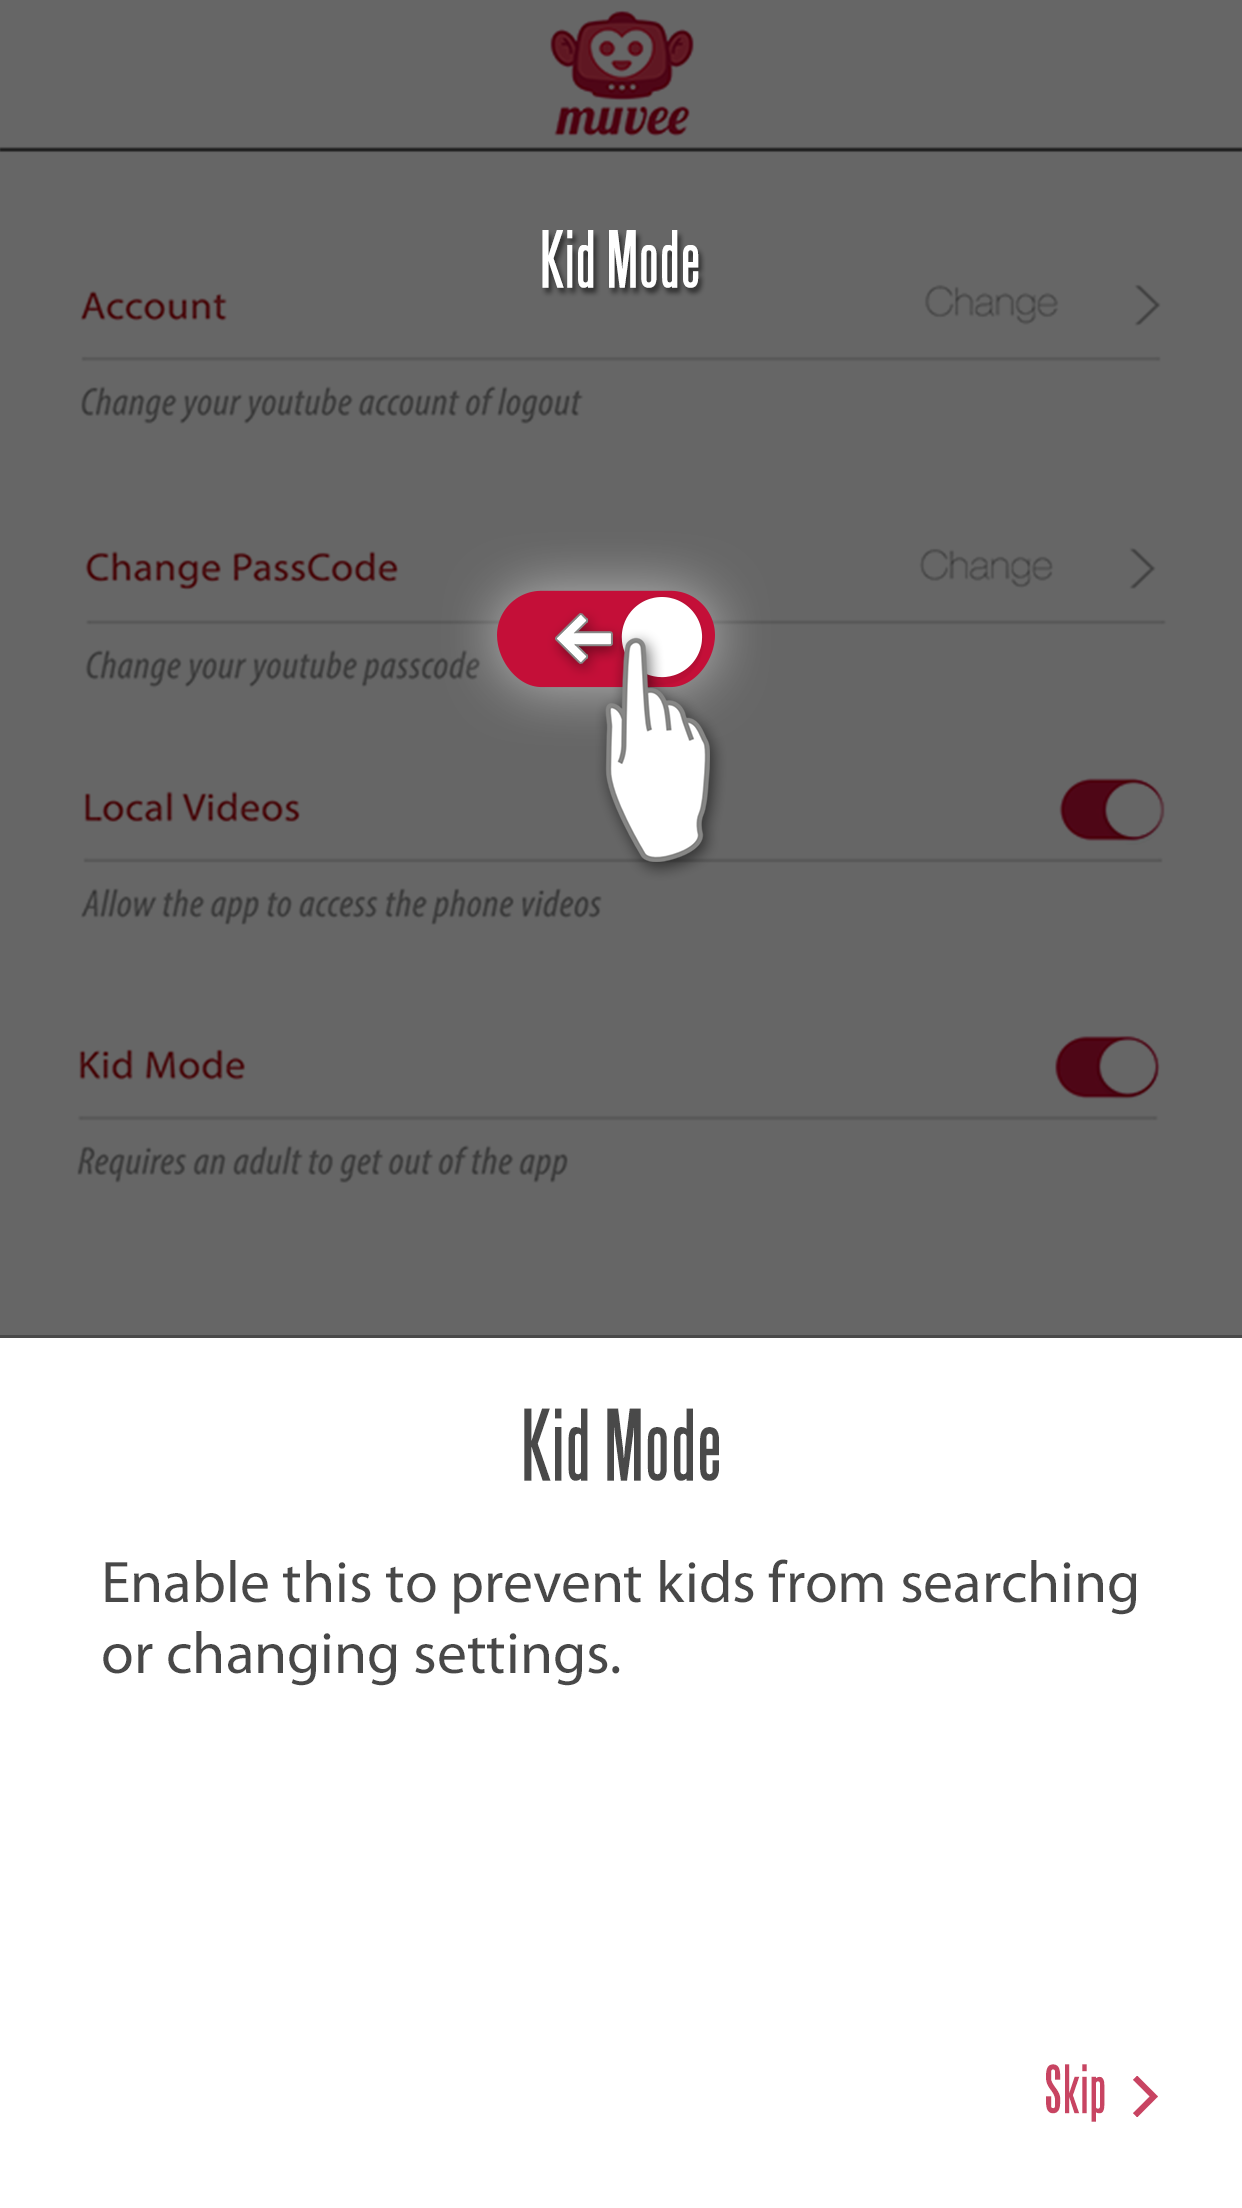 muvee
Kid Mode
Account Change
Change your youtube account of logout
Change PassCode Change
Change your youtube passcode
Local Videos
Allow the app to access the phone videos
Kid Mode
Requires an adult to get out of the app
Kid Mode
Enable this to prevent kids from searching
or changing settings.
Skip